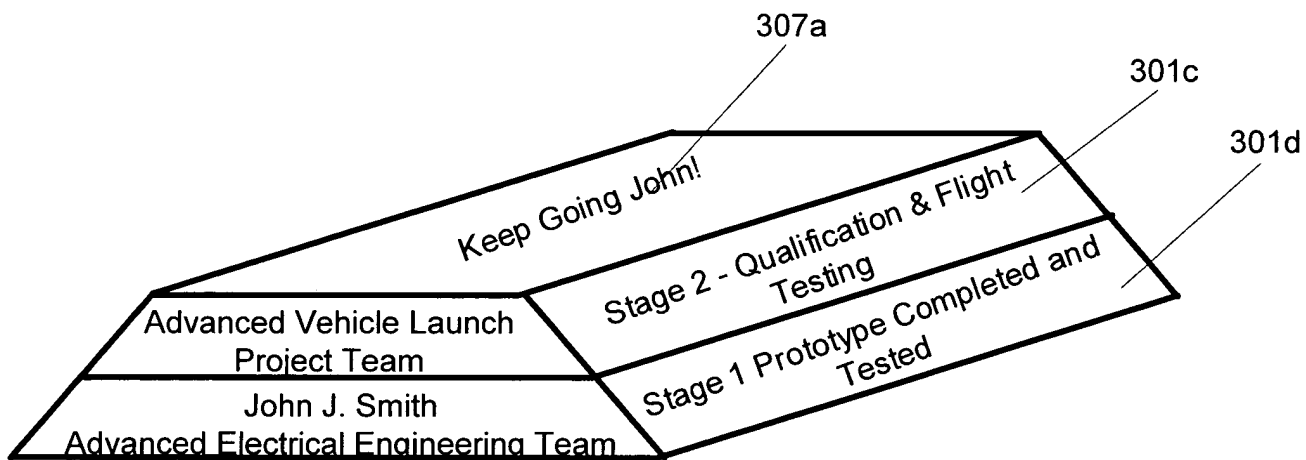 307a
301c
301d
Keep Going John!
Stage 2 - Qualification & Flight
Testing
Stage 1 Prototype Completed and
Tested
Advanced Vehicle Launch
Project Team
John J. Smith
Advanced Electrical Engineering Team